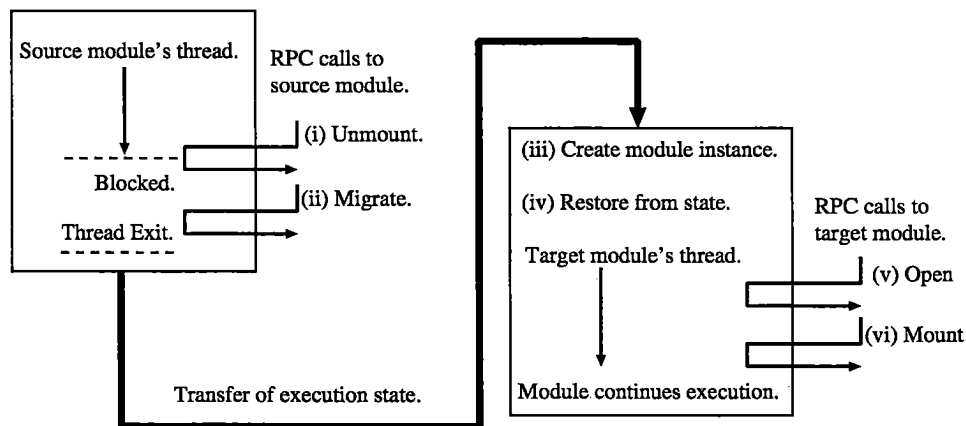 Source module's thread.
RPC calls to
source module.
(i) Unmount.
Blocked.
(ii) Migrate.
Thread Exit.
Transfer of execution state.
(iii) Create module instance.
(iv) Restore from state.
Target module's thread.
Module continues execution.
RPC calls to
target module.
(v) Open
(vi) Mount